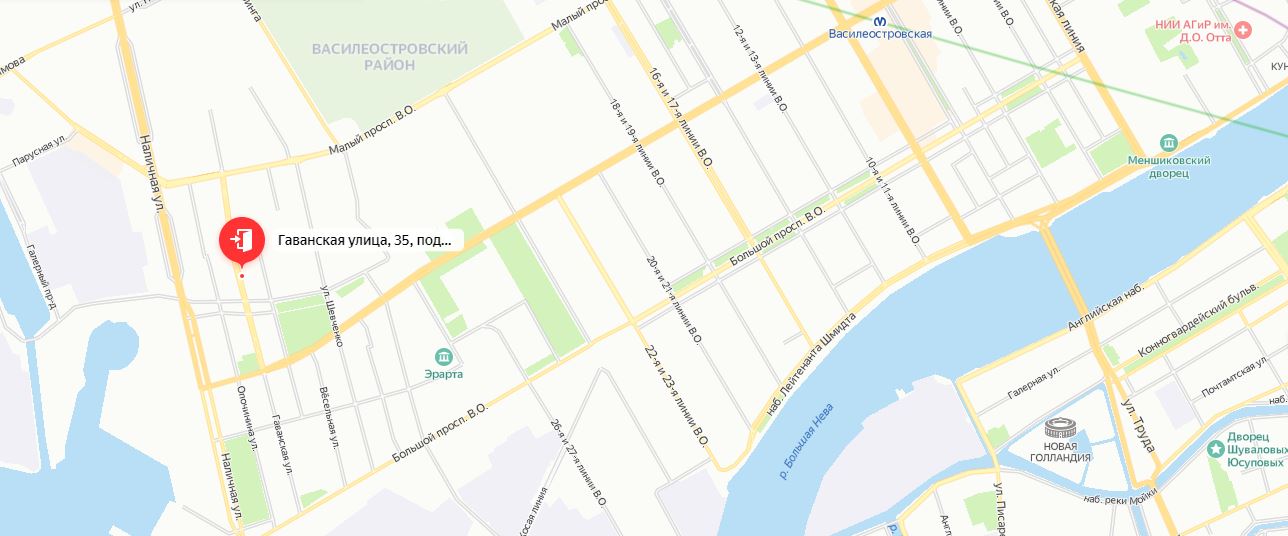 Малый просп. В.О.
ВАСИЛЕОСТРОВСКИЙ
РАЙОН
Василеостровская
12-я и 13-я линии В.О.
16-я и 17-я линии В.О.
18-я и 19-я линии В.О.
НИИ АГиР им.
Д.О. Отта
Наличная ул.
Парусная ул.
Малый просп. В.О.
Меншиковский
дворец
10-я и 11-я линии В.О.
Гаванская улица, 35, под...
Большой просп. В.О.
Галерный пр-д
20-я и 21-я линии В.О.
ул. Шевченко
Английская наб.
Конногвардейский бульв.
наб. Лейтенанта Шмидта
Эрарта
22-я и 23-я линии В.О.
Галерная ул.
Почтамтская ул.
Опочинина ул.
Гаванская ул.
Вёсельная ул.
Большой просп. В.О.
26-я и 27-я линии В.О.
р. Большая Нева
ул. Труда
НОВАЯ
ГОЛЛАНДИЯ
Дворец
Шуваловых
Юсуповых
Наличная ул.
Косая линия
наб. реки Мойки
ул. Писаре